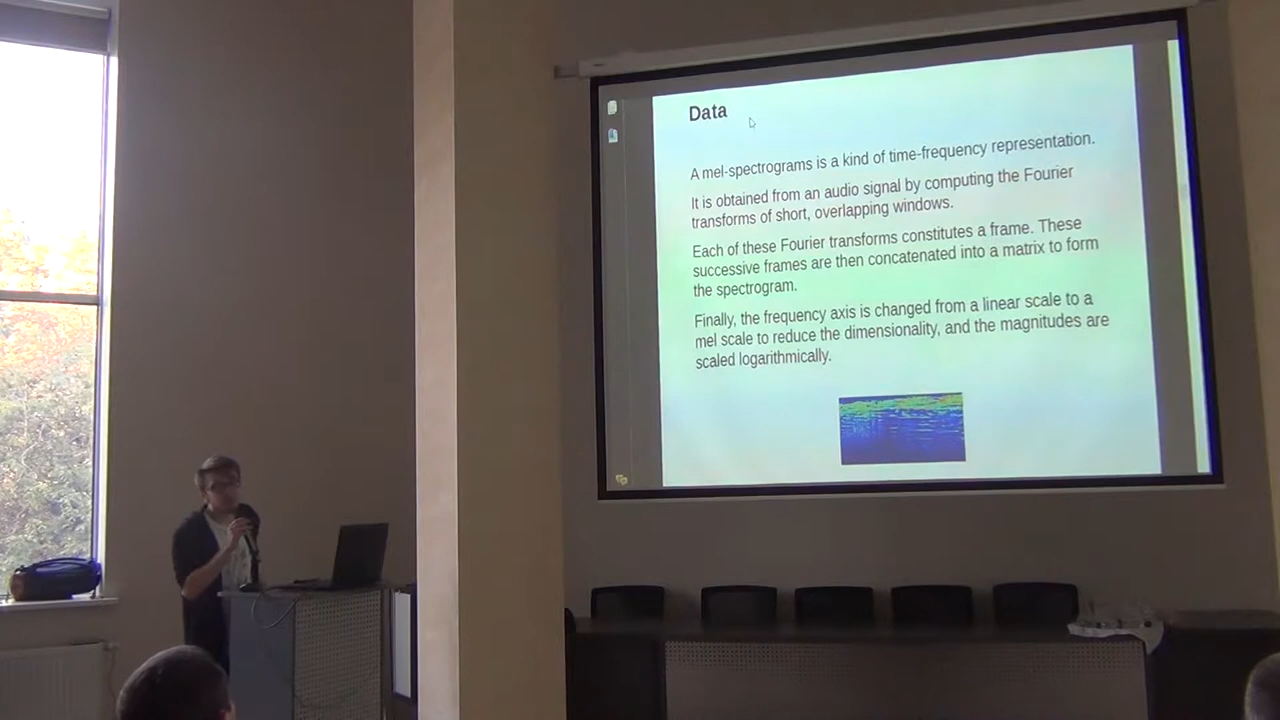 Data
A mel-spectrograms is a kind of time-frequency representation.
It is obtained from an audio signal by computing the Fourier
transforms of short, overlapping windows.
Each of these Fourier transforms constitutes a frame. These
successive frames are then concatenated into a matrix to form
the spectrogram.
Finally, the frequency axis is changed from a linear scale to a
mel scale to reduce the dimensionality, and the magnitudes are
scaled logarithmically.